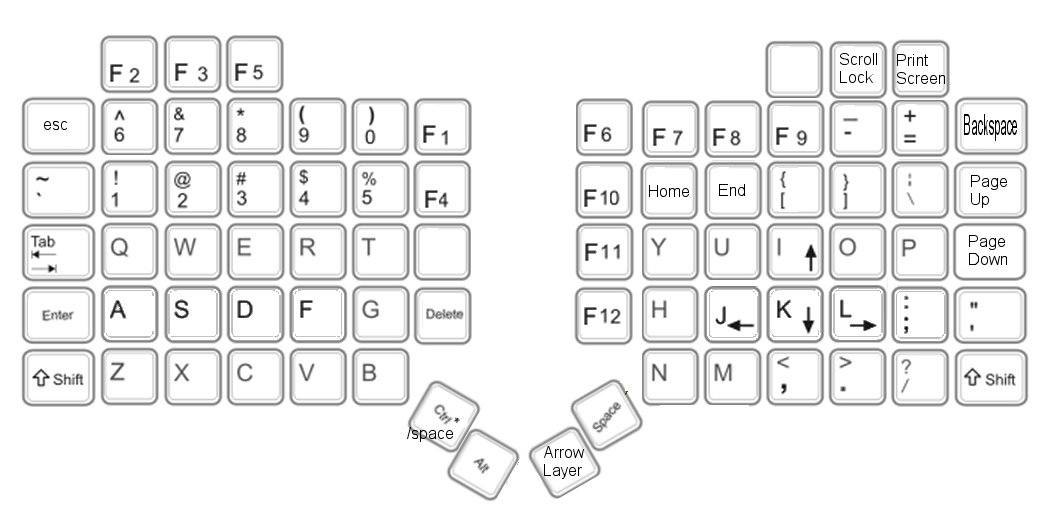 F 2 F 3 F 5 Scroll Print
Lock Screen
esc ^ & * ( ) F 1 F 6 F 7 F 8 F 9 _ + Backspace
6 7 8 9 0 - =
~ ! @ # $ % F4 F10 Home End { } ¦ Page
` 1 2 3 4 5 [ ] \ Up
Tab Q W E R T F11 Y U I ↑ O P Page
⇤ Down
⇥
Enter A S D F G Delete F12 H J ← K ↓ L → : "
; '
⇧ Shift Z X C V B N M < > ? ⇧ Shift
, . /
Ctrl * Space
/space
Alt Arrow
Layer